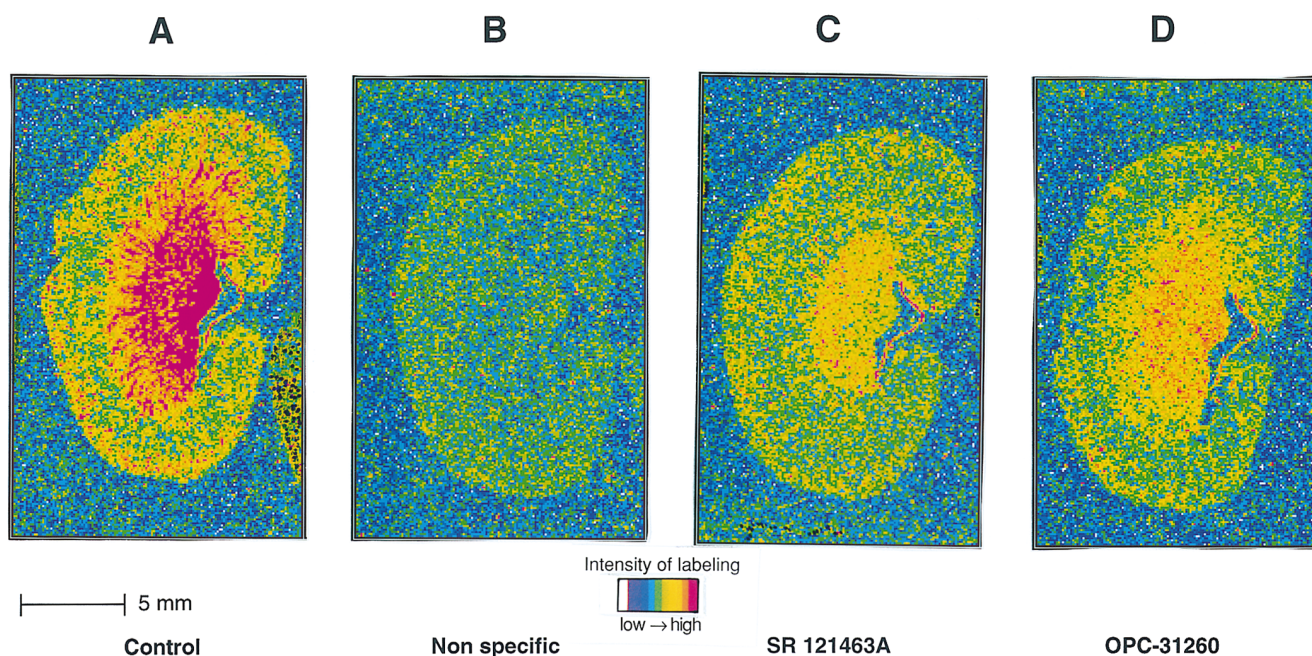 A B C D
Intensity of labeling
low → high
5 mm
Control Non specific SR 121463A OPC-31260